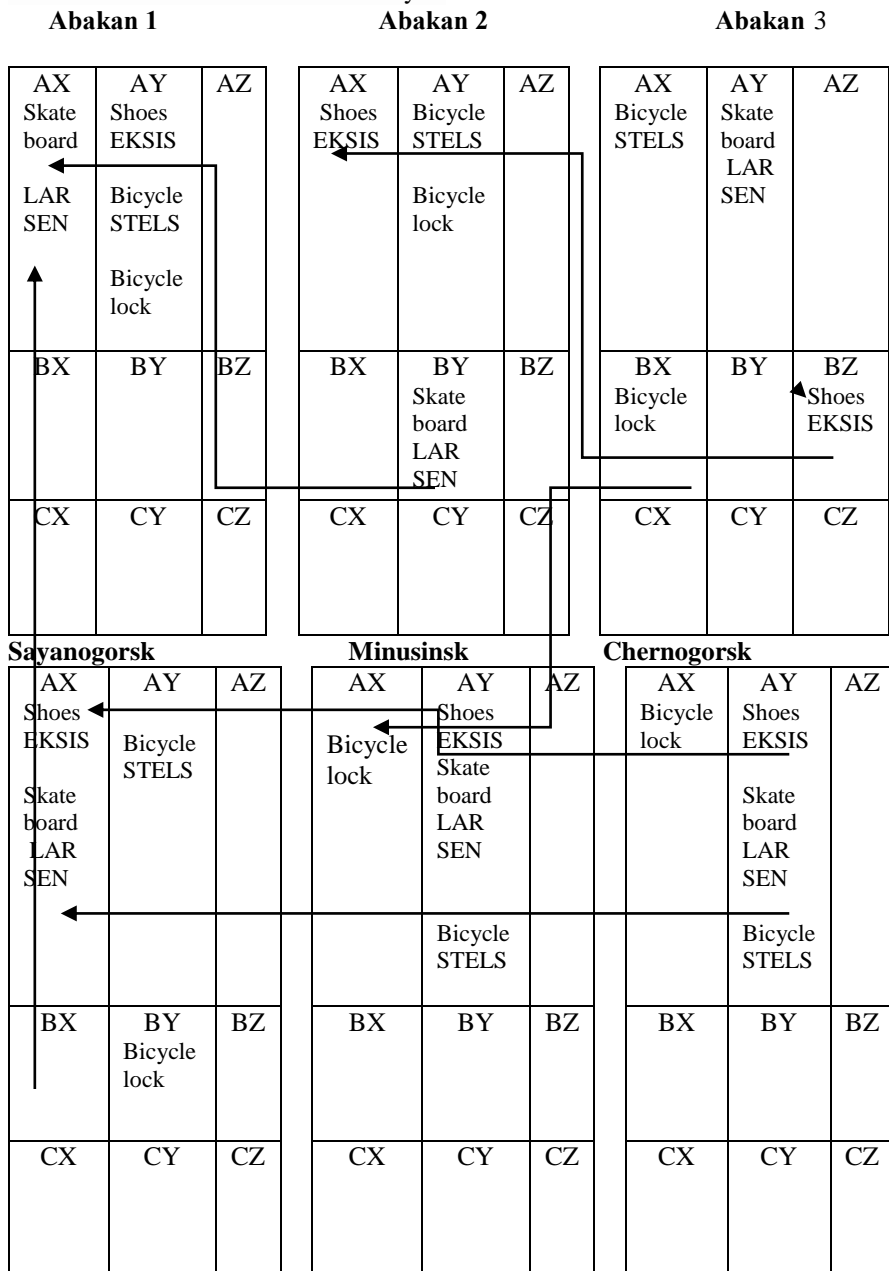 Abakan 1 Abakan 2 Abakan 3
AX AY AZ AX AY AZ AX AY AZ
Skate Shoes Shoes Bicycle Bicycle Skate
board EKSIS EKSIS STELS STELS board
LAR
LAR Bicycle Bicycle SEN
SEN STELS lock
Bicycle
lock
BX BY BZ BX BY BZ BX BY BZ
Skate Bicycle Shoes
board lock EKSIS
LAR
SEN
CX CY CZ CX CY CZ CX CY CZ
Sayanogorsk Minusinsk Chernogorsk
AX AY AZ AX AY AZ AX AY AZ
Shoes Shoes Bicycle Shoes
EKSIS Bicycle Bicycle EKSIS lock EKSIS
STELS lock Skate
Skate board Skate
board LAR board
LAR SEN LAR
SEN SEN
Bicycle Bicycle
STELS STELS
BX BY BZ BX BY BZ BX BY BZ
Bicycle
lock
CX CY CZ CX CY CZ CX CY CZ